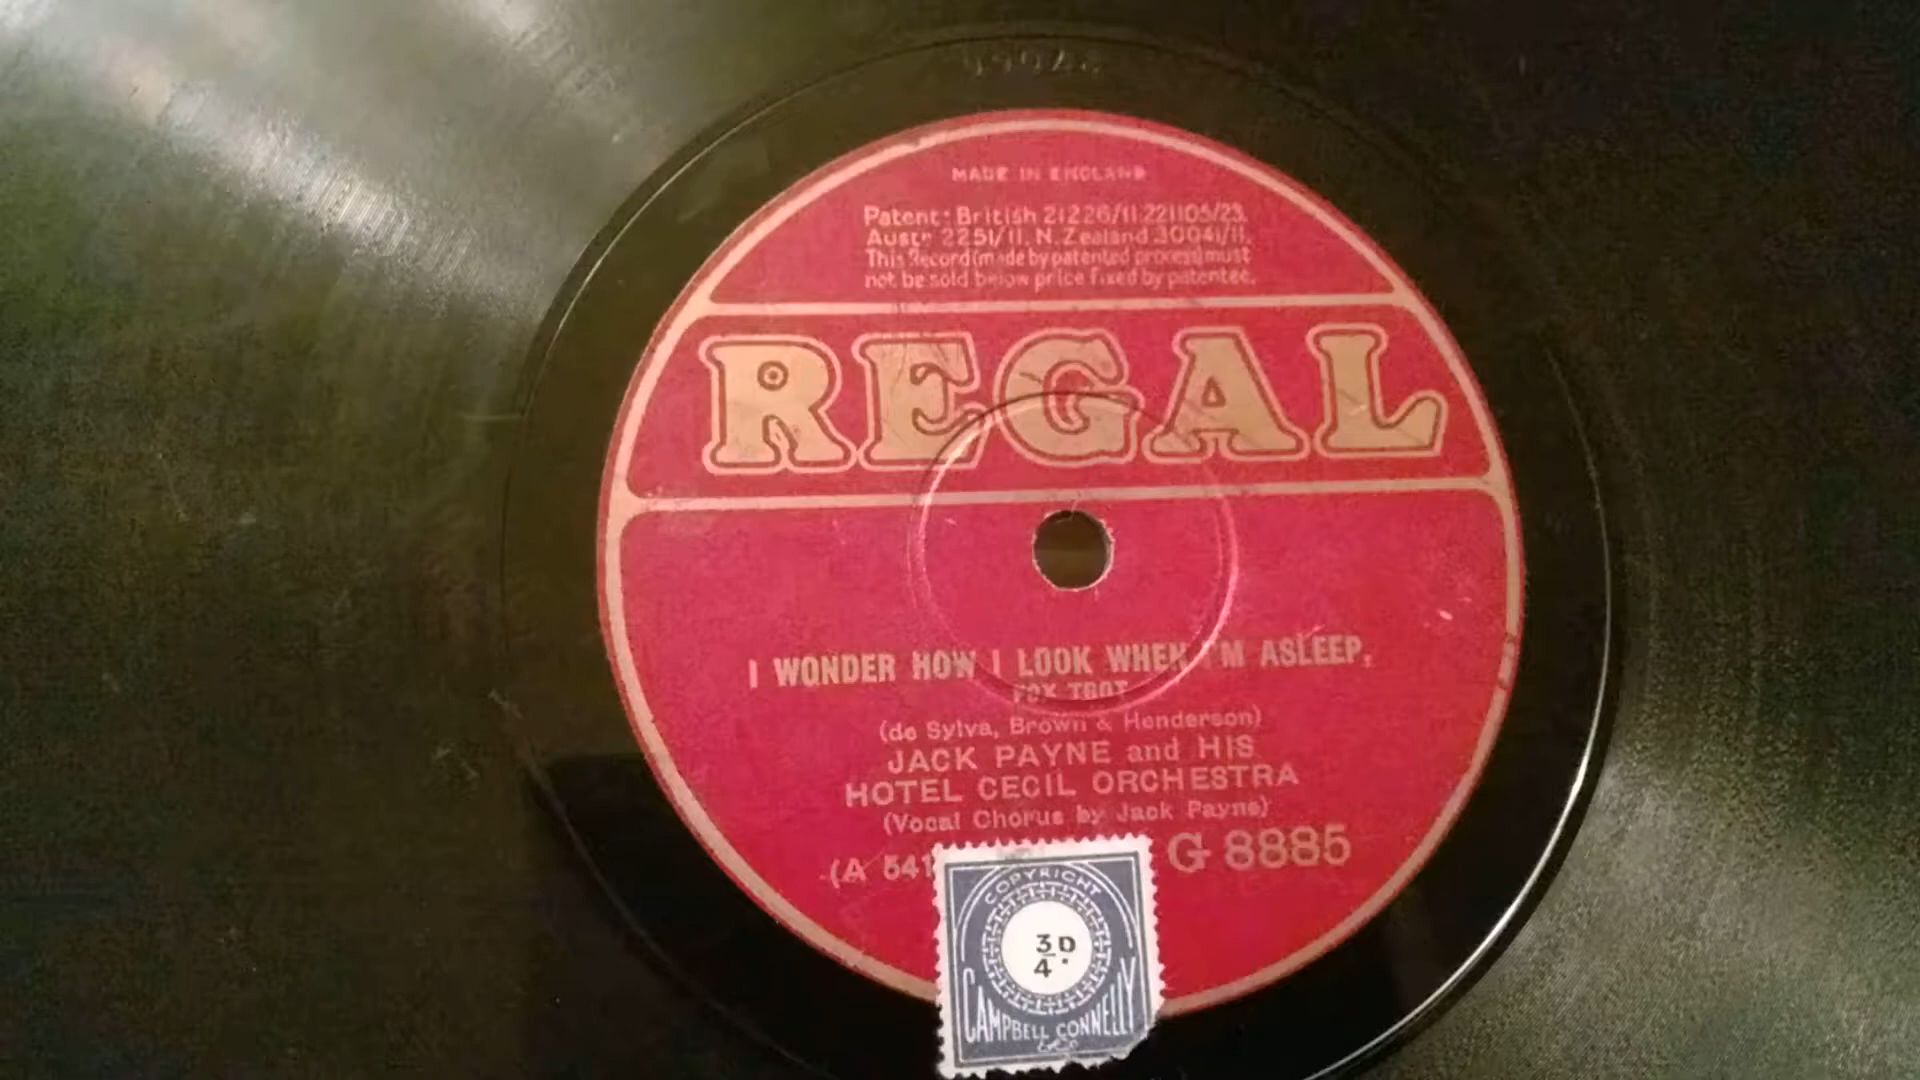 MADE IN ENGLAND
Patent: British 21226/11.221105/23.
Austr 2251/11. N. Zealand 30041/11.
This Record (made by patented process) must
not be sold below price fixed by patentee.
REGAL
I WONDER HOW I LOOK WHEN I'M ASLEEP.
FOX TROT
(de Sylva, Brown & Henderson)
JACK PAYNE and HIS
HOTEL CECIL ORCHESTRA
(Vocal Chorus by Jack Payne)
(A 541 G 8885
COPYRIGHT
3/4 D.
CAMPBELL CONNELLY